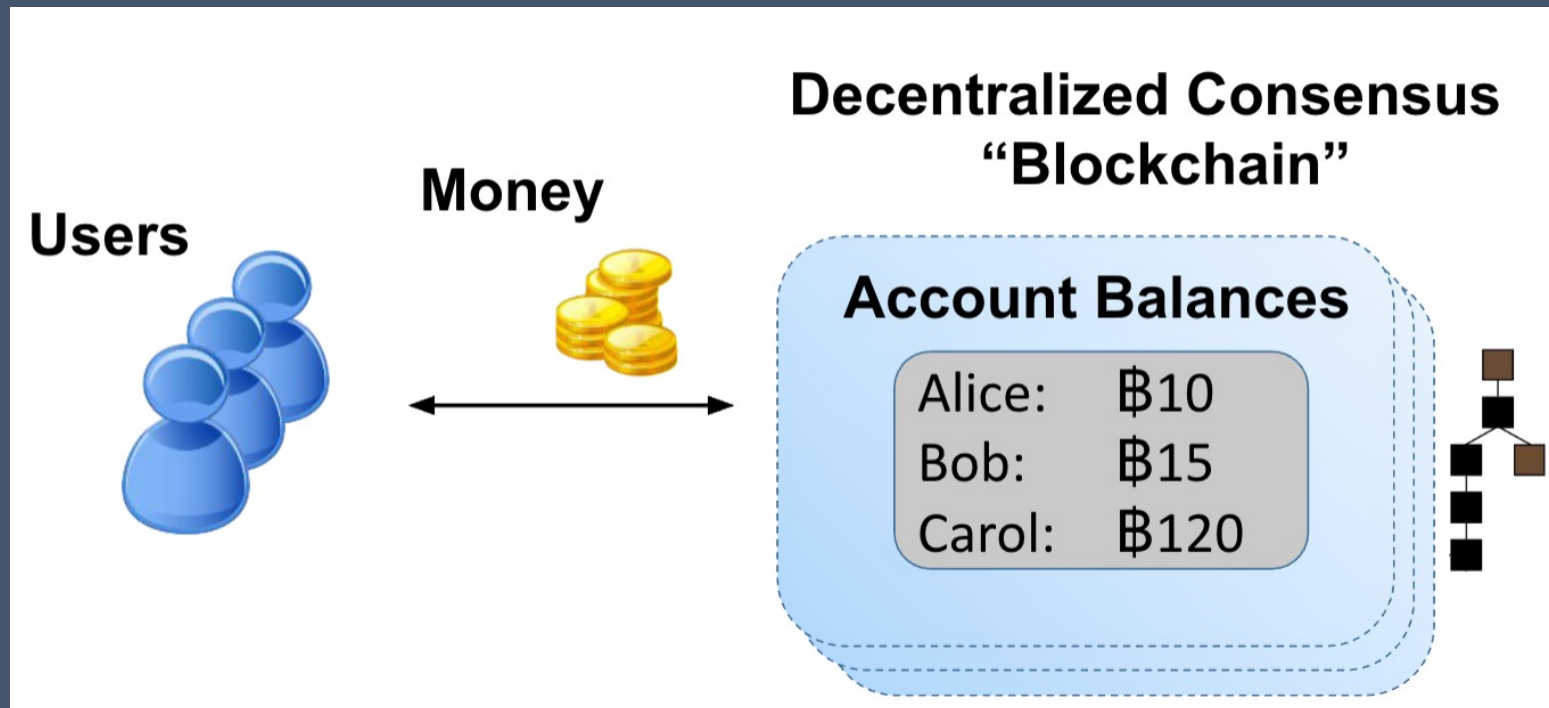 Decentralized Consensus
“Blockchain”
Money
Users
Account Balances
Alice: ฿10
Bob: ฿15
Carol: ฿120